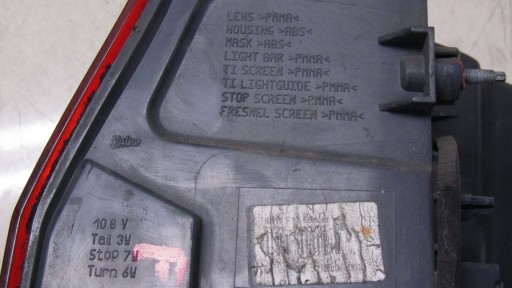 LENS >PMMA<
HOUSING >ABS<
MASK >ABS<
LIGHT BAR >PMMA<
TI SCREEN >PMMA<
TI LIGHTGUIDE >PMMA<
STOP SCREEN >PMMA<
FRESNEL SCREEN >PMMA<
Valeo
10.8 V
Tail 3W
Stop 7W
Turn 6W